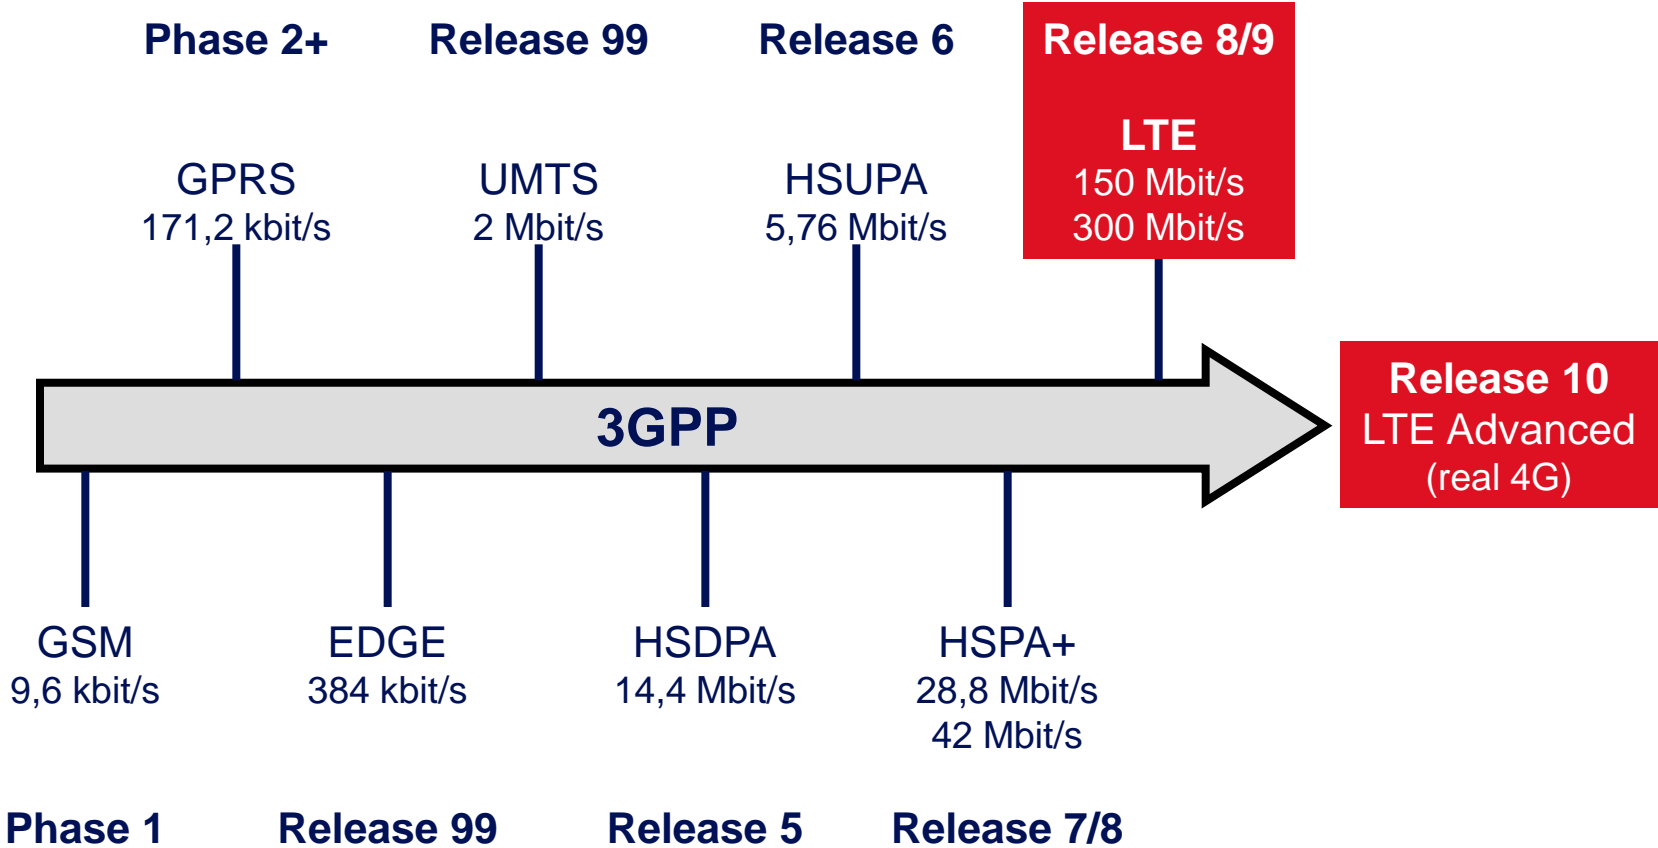 Phase 2+
Release 99
Release 6
Release 8/9
GPRS
171,2 kbit/s
UMTS
2 Mbit/s
HSUPA
5,76 Mbit/s
LTE
150 Mbit/s
300 Mbit/s
3GPP
Release 10
LTE Advanced
(real 4G)
GSM
9,6 kbit/s
EDGE
384 kbit/s
HSDPA
14,4 Mbit/s
HSPA+
28,8 Mbit/s
42 Mbit/s
Phase 1
Release 99
Release 5
Release 7/8